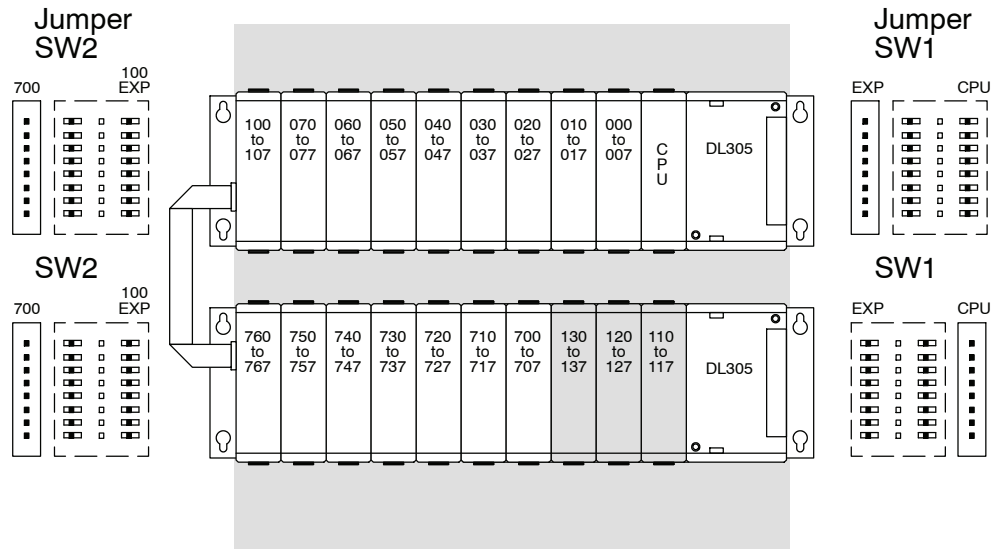 Jumper
SW2
700
100
EXP
100
to
107
070
to
077
060
to
067
050
to
057
040
to
047
030
to
037
020
to
027
010
to
017
000
to
007
C
P
U
DL305
Jumper
SW1
EXP
CPU
SW2
700
100
EXP
760
to
767
750
to
757
740
to
747
730
to
737
720
to
727
710
to
717
700
to
707
130
to
137
120
to
127
110
to
117
DL305
SW1
EXP
CPU